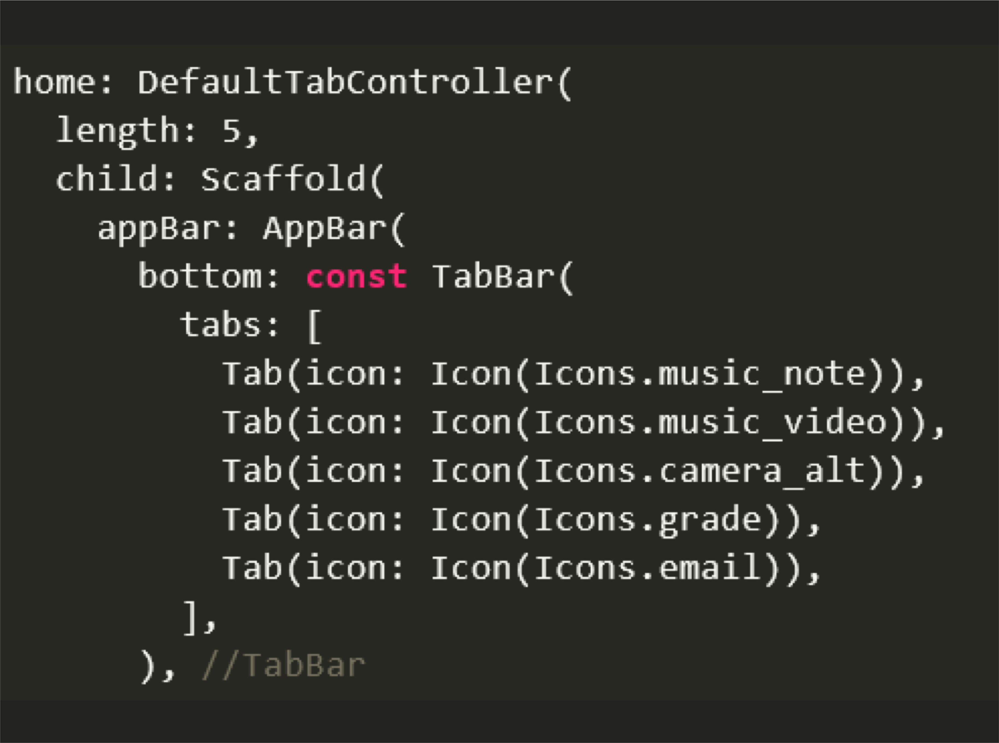 home: DefaultTabController(
  length: 5,
  child: Scaffold(
    appBar: AppBar(
      bottom: const TabBar(
        tabs: [
          Tab(icon: Icon(Icons.music_note)),
          Tab(icon: Icon(Icons.music_video)),
          Tab(icon: Icon(Icons.camera_alt)),
          Tab(icon: Icon(Icons.grade)),
          Tab(icon: Icon(Icons.email)),
        ],
      ), //TabBar